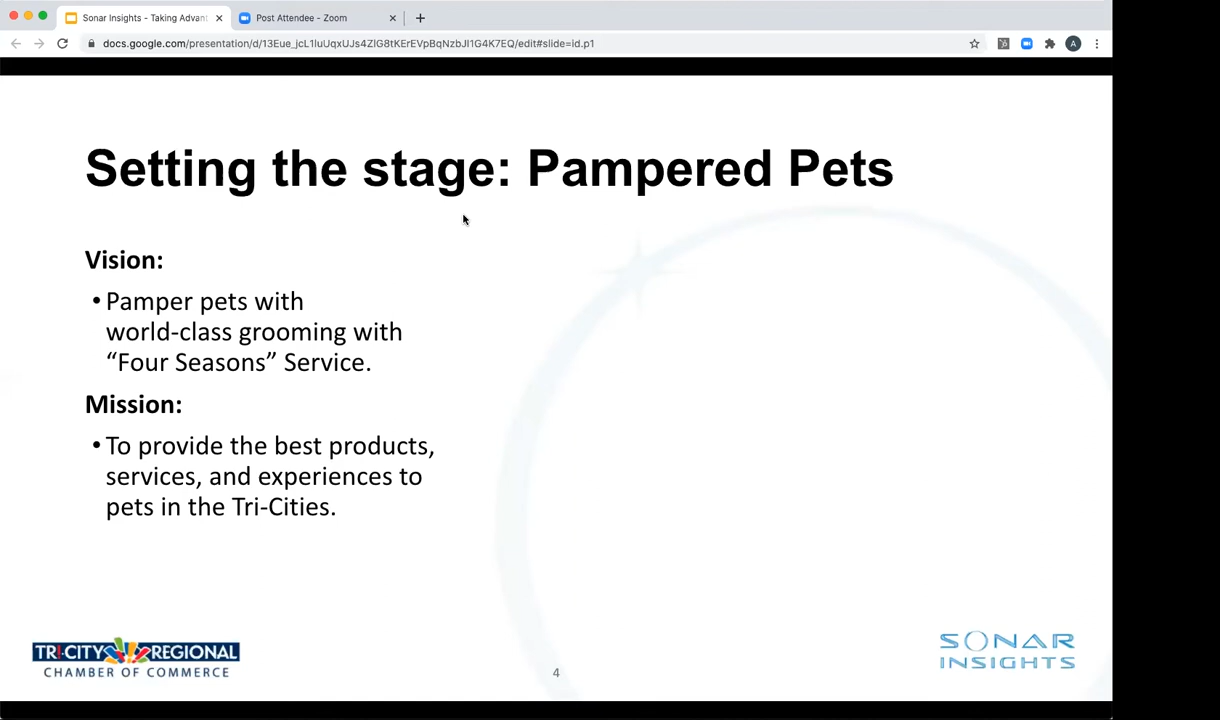 Sonar Insights - Taking Advant
Post Attendee - Zoom
docs.google.com/presentation/d/13Eue_jcL1luUqxUJs4ZlG8tKErEVpBqNzbJl1G4K7EQ/edit#slide=id.p1
A
Setting the stage: Pampered Pets
Vision:
•Pamper pets with
world-class grooming with
“Four Seasons” Service.
Mission:
•To provide the best products,
services, and experiences to
pets in the Tri-Cities.
TRI-CITY REGIONAL
CHAMBER OF COMMERCE
4
SONAR
INSIGHTS